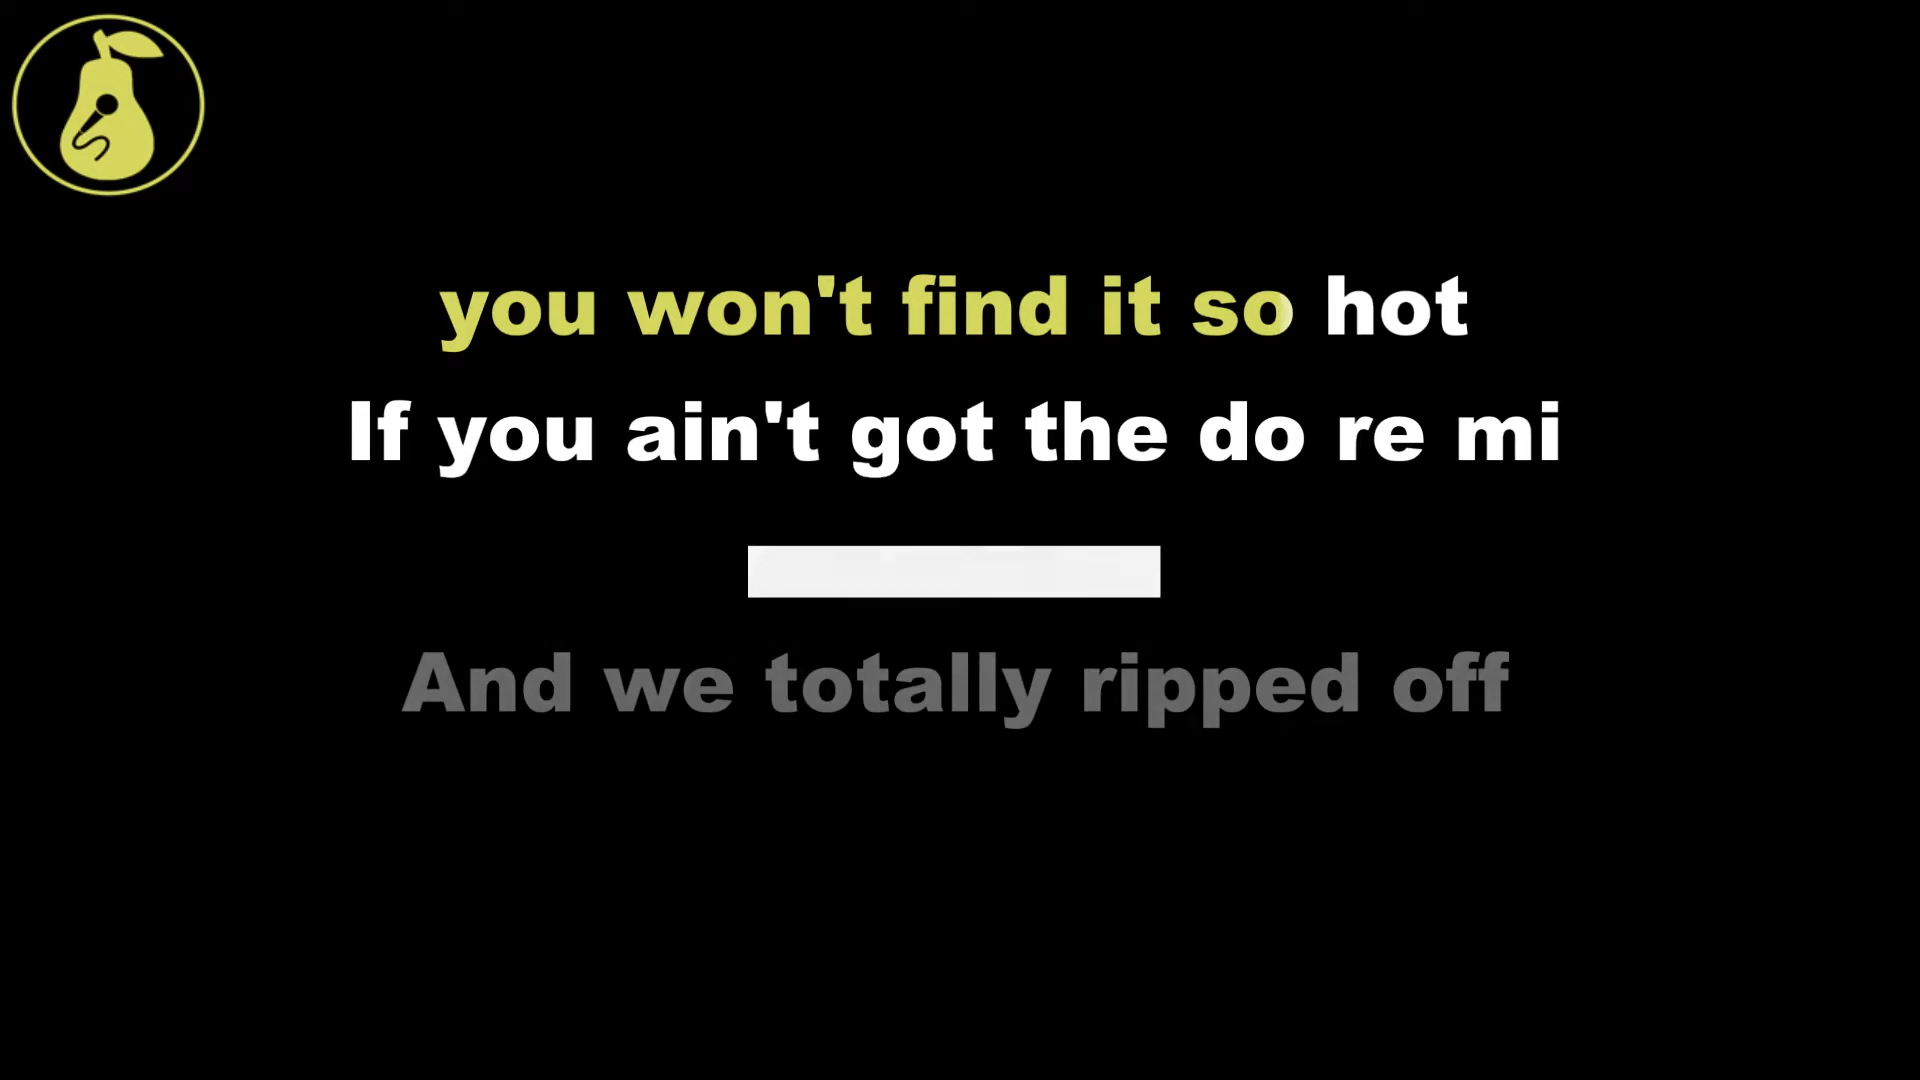 you won't find it so hot
If you ain't got the do re mi
And we totally ripped off